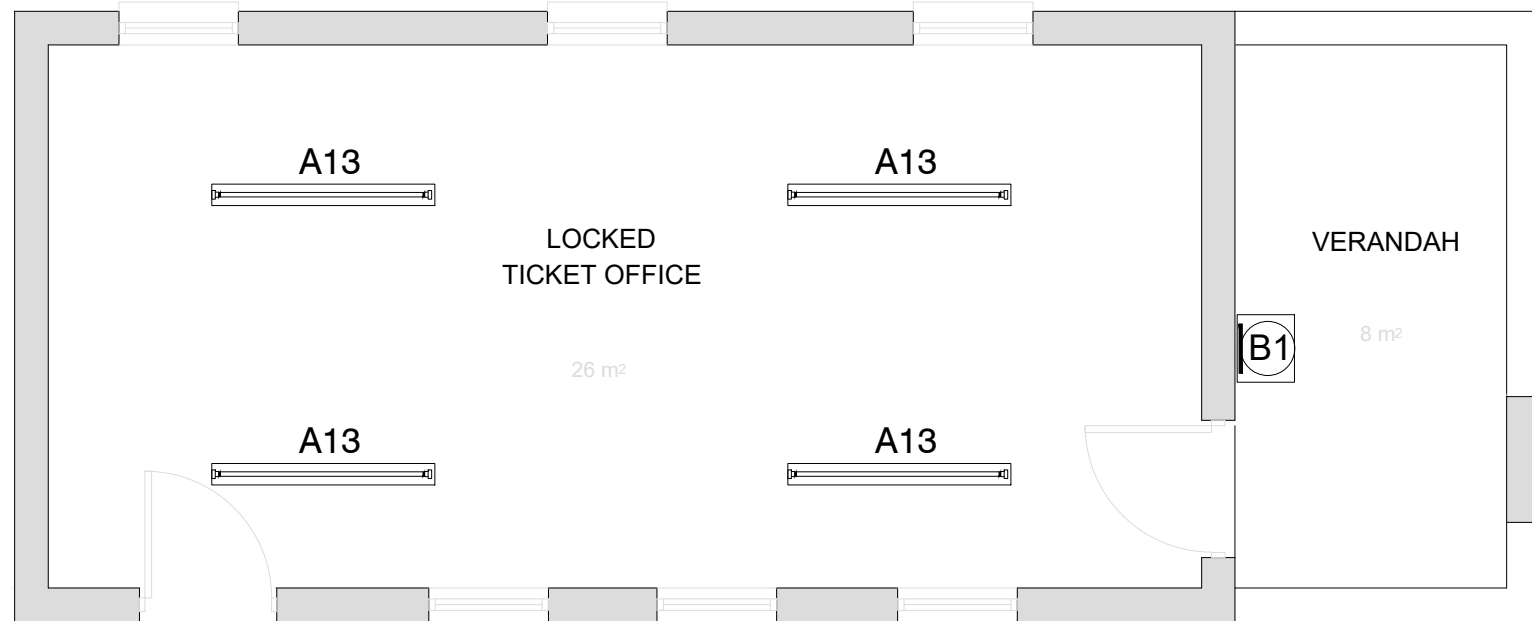 A13
A13
LOCKED
TICKET OFFICE
VERANDAH
26 m²
8 m²
B1
A13
A13